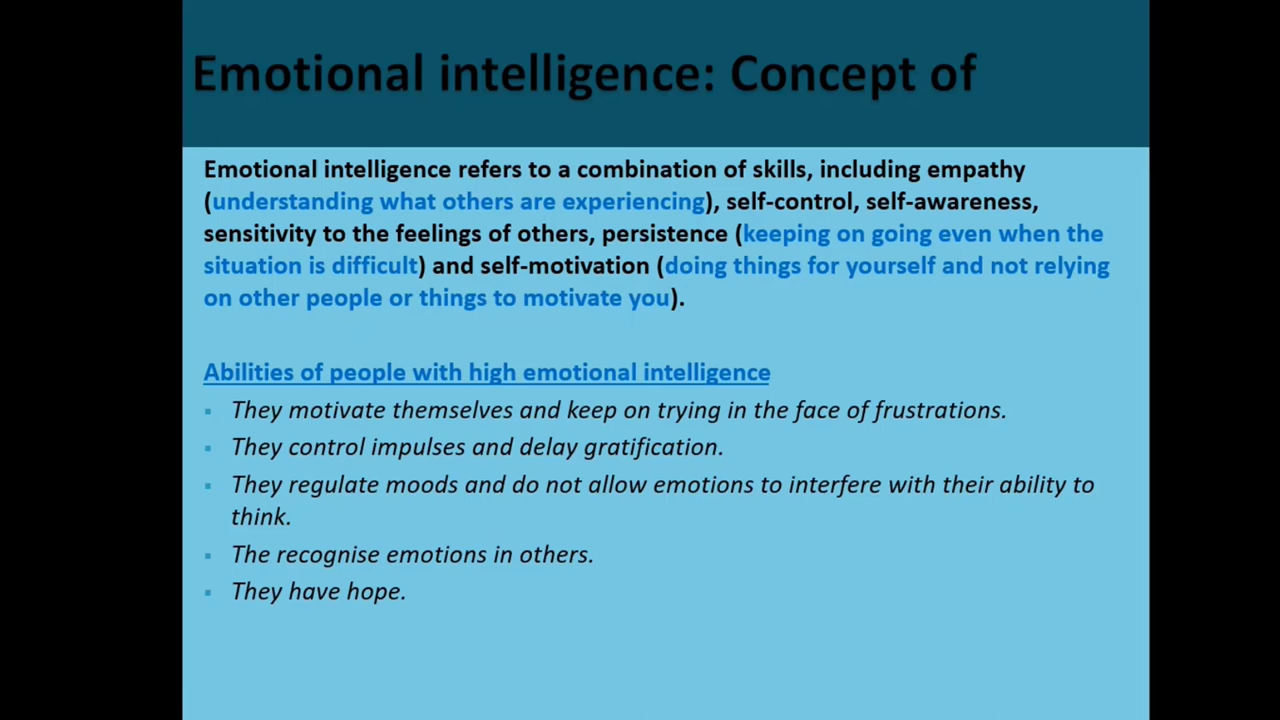 Emotional intelligence: Concept of
Emotional intelligence refers to a combination of skills, including empathy
(understanding what others are experiencing), self-control, self-awareness,
sensitivity to the feelings of others, persistence (keeping on going even when the
situation is difficult) and self-motivation (doing things for yourself and not relying
on other people or things to motivate you).
Abilities of people with high emotional intelligence
▪ They motivate themselves and keep on trying in the face of frustrations.
▪ They control impulses and delay gratification.
▪ They regulate moods and do not allow emotions to interfere with their ability to
think.
▪ The recognise emotions in others.
▪ They have hope.